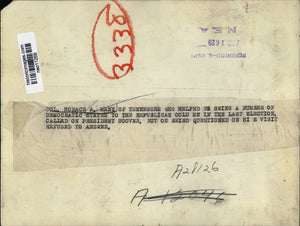 3338
NEA
COL. HORACE A. MANN OF TENNESSEE WHO HELPED TO SWING A NUMBER OF
DEMOCRATIC STATES TO THE REPUBLICAN COLUMN IN THE LAST ELECTION,
CALLED ON PRESIDENT HOOVER, BUT ON BEING QUESTIONED ON HIS VISIT
REFUSED TO ANSWER,
A28126